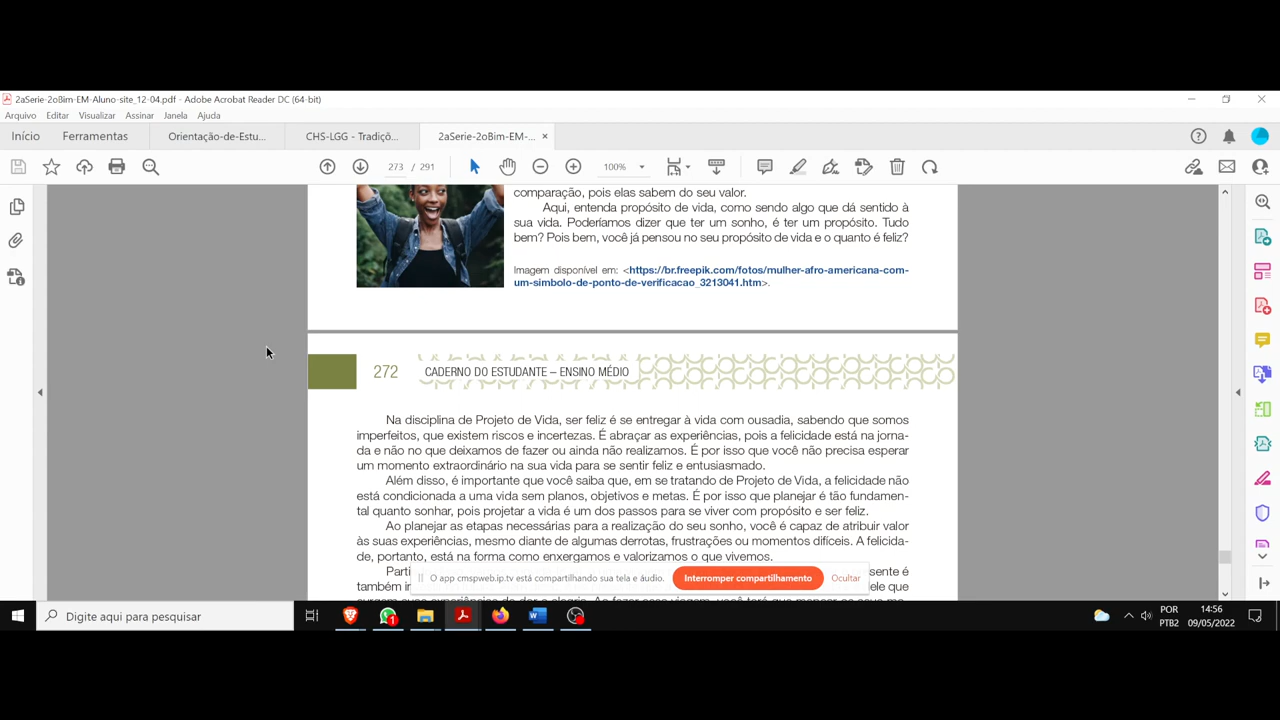 2aSerie-2oBim-EM-Aluno-site_12-04.pdf - Adobe Acrobat Reader DC (64-bit)
Arquivo Editar Visualizar Assinar Janela Ajuda
Início Ferramentas Orientação-de-Estu... CHS-LGG - Tradiçõ... 2aSerie-2oBim-EM-... ×
273 / 291 100%
comparação, pois elas sabem do seu valor.
Aqui, entenda propósito de vida, como sendo algo que dá sentido à
sua vida. Poderíamos dizer que ter um sonho, é ter um propósito. Tudo
bem? Pois bem, você já pensou no seu propósito de vida e o quanto é feliz?
Imagem disponível em: <https://br.freepik.com/fotos/mulher-afro-americana-com-
um-simbolo-de-ponto-de-verificacao_3213041.htm>.
272 CADERNO DO ESTUDANTE – ENSINO MÉDIO
Na disciplina de Projeto de Vida, ser feliz é se entregar à vida com ousadia, sabendo que somos
imperfeitos, que existem riscos e incertezas. É abraçar as experiências, pois a felicidade está na jorna-
da e não no que deixamos de fazer ou ainda não realizamos. É por isso que você não precisa esperar
um momento extraordinário na sua vida para se sentir feliz e entusiasmado.
Além disso, é importante que você saiba que, em se tratando de Projeto de Vida, a felicidade não
está condicionada a uma vida sem planos, objetivos e metas. É por isso que planejar é tão fundamen-
tal quanto sonhar, pois projetar a vida é um dos passos para se viver com propósito e ser feliz.
Ao planejar as etapas necessárias para a realização do seu sonho, você é capaz de atribuir valor
às suas experiências, mesmo diante de algumas derrotas, frustrações ou momentos difíceis. A felicida-
de, portanto, está na forma como enxergamos e valorizamos o que vivemos.
Parti
também
O app cmspweb.ip.tv está compartilhando sua tela e áudio. Interromper compartilhamento Ocultar
sente é
ele que
Digite aqui para pesquisar
1
POR
PTB2
14:56
09/05/2022